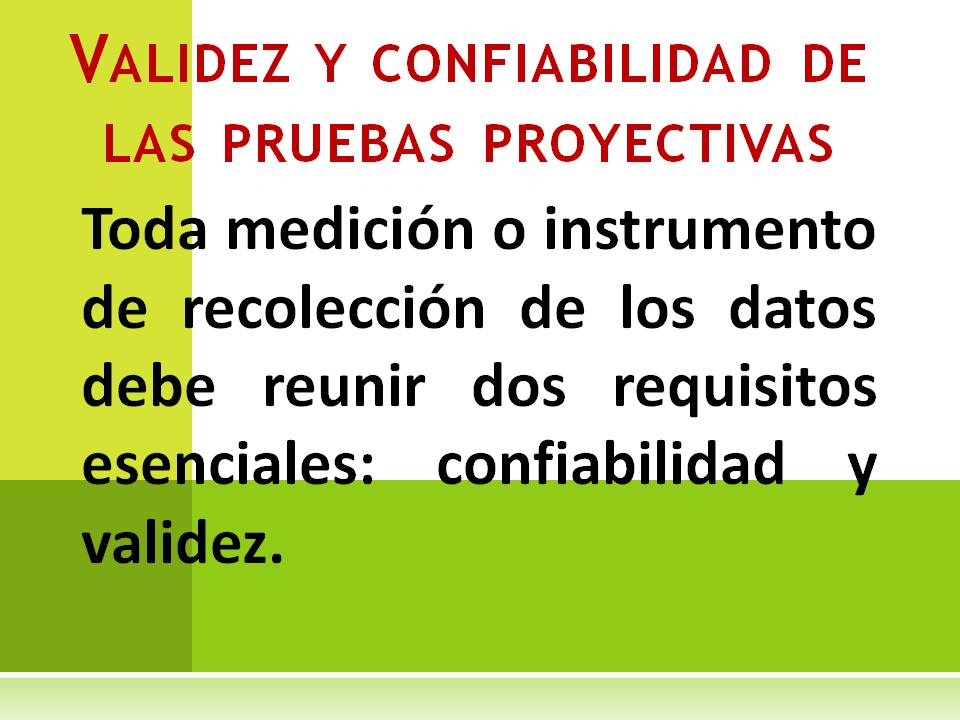 VALIDEZ Y CONFIABILIDAD DE
LAS PRUEBAS PROYECTIVAS
Toda medición o instrumento
de recolección de los datos
debe reunir dos requisitos
esenciales: confiabilidad y
validez.